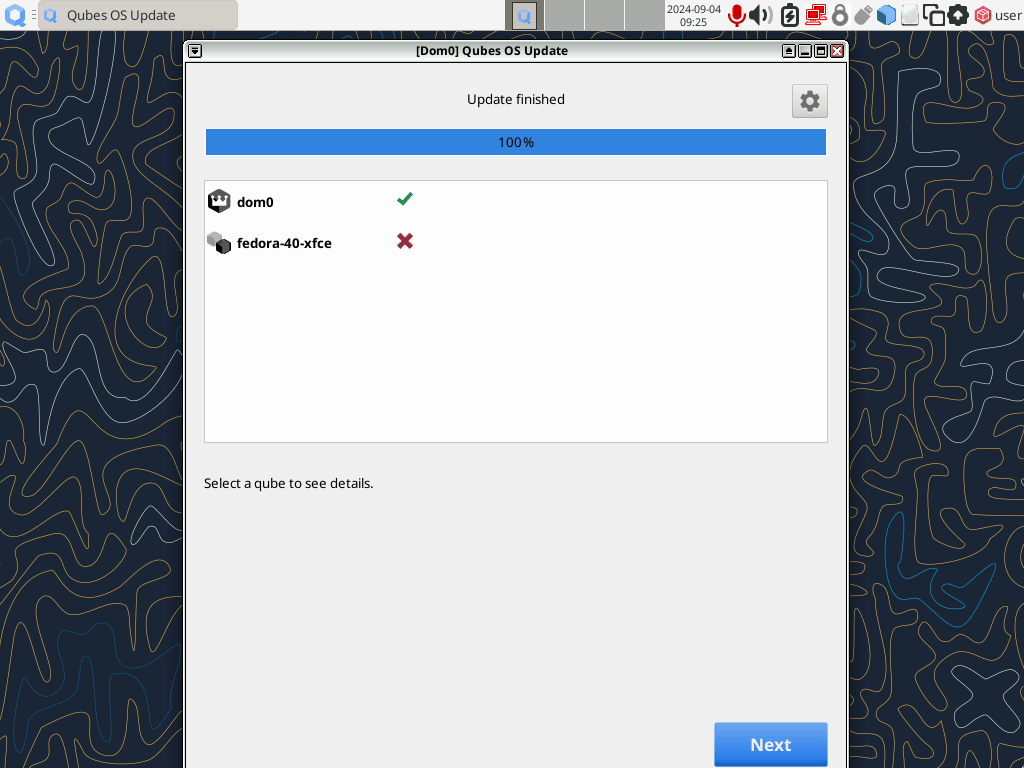 Qubes OS Update
2024-09-04
09:25
user
[Dom0] Qubes OS Update
Update finished
100%
dom0
fedora-40-xfce
Select a qube to see details.
Next